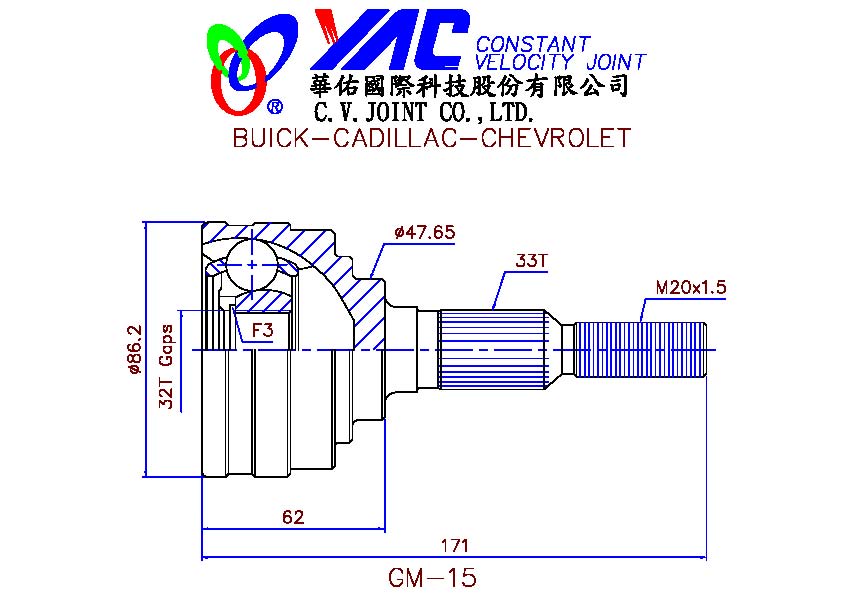 YAC CONSTANT
VELOCITY JOINT
®
華佑國際科技股份有限公司
C.V.JOINT CO.,LTD.
BUICK-CADILLAC-CHEVROLET
ø47.65
33T
M20x1.5
ø86.2
32T Gaps
F3
62
171
GM-15